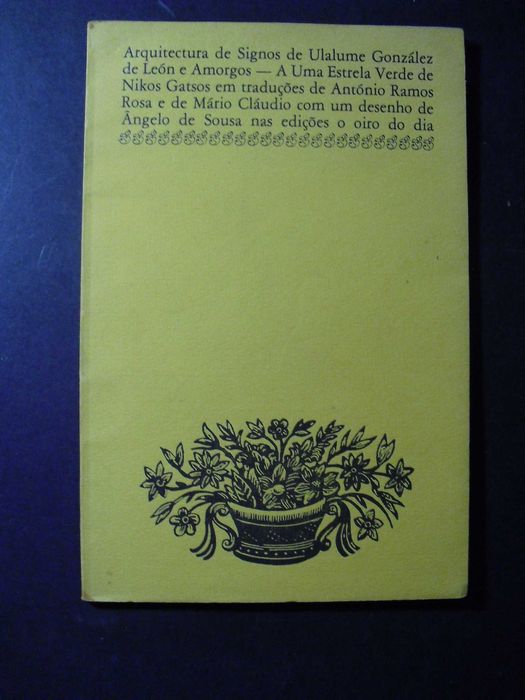 Arquitectura de Signos de Ulalume González
de León e Amorgos — A Uma Estrela Verde de
Nikos Gatsos em traduções de António Ramos
Rosa e de Mário Cláudio com um desenho de
Ângelo de Sousa nas edições o oiro do dia